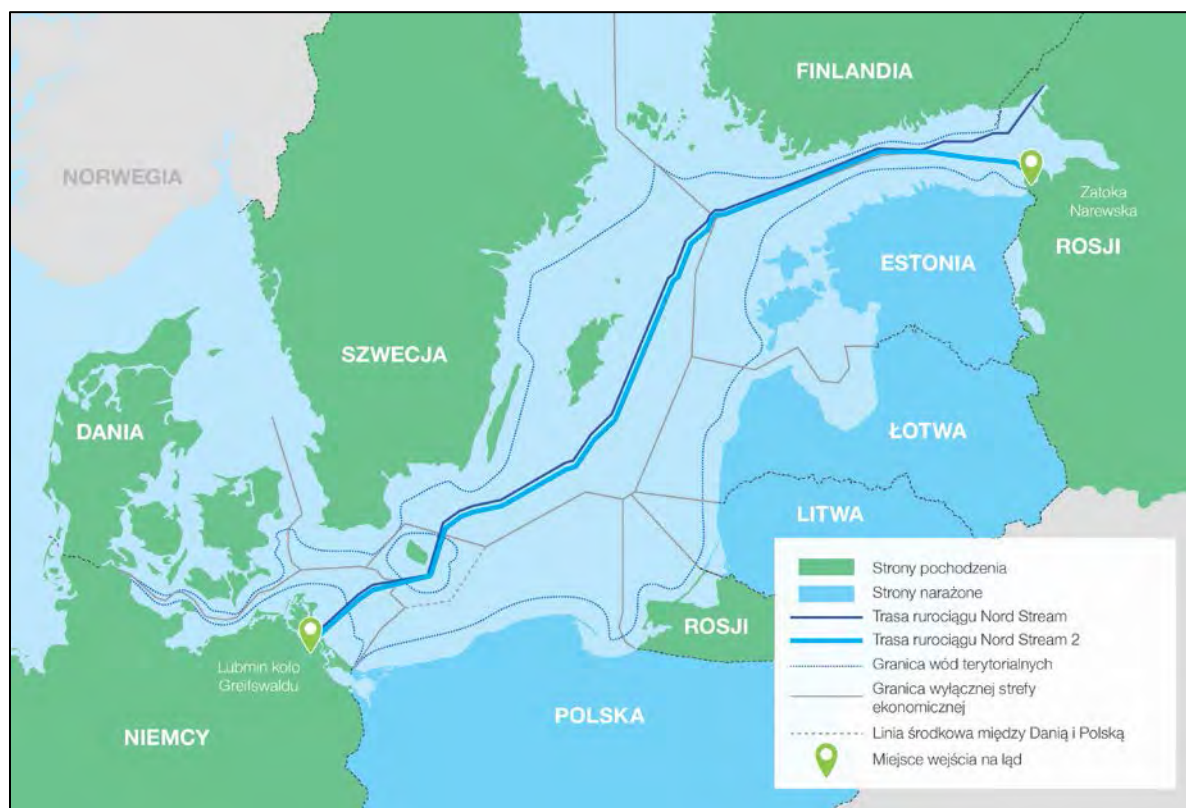 FINLANDIA
NORWEGIA
Zatoka
Narewska
ROSJI
ESTONIA
SZWECJA
DANIA
ŁOTWA
LITWA
ROSJI
Lubmin koło
Greifswaldu
POLSKA
NIEMCY
Strony pochodzenia
Strony narażone
Trasa rurociągu Nord Stream
Trasa rurociągu Nord Stream 2
Granica wód terytorialnych
Granica wyłącznej strefy
ekonomicznej
Linia środkowa między Danią i Polską
Miejsce wejścia na ląd